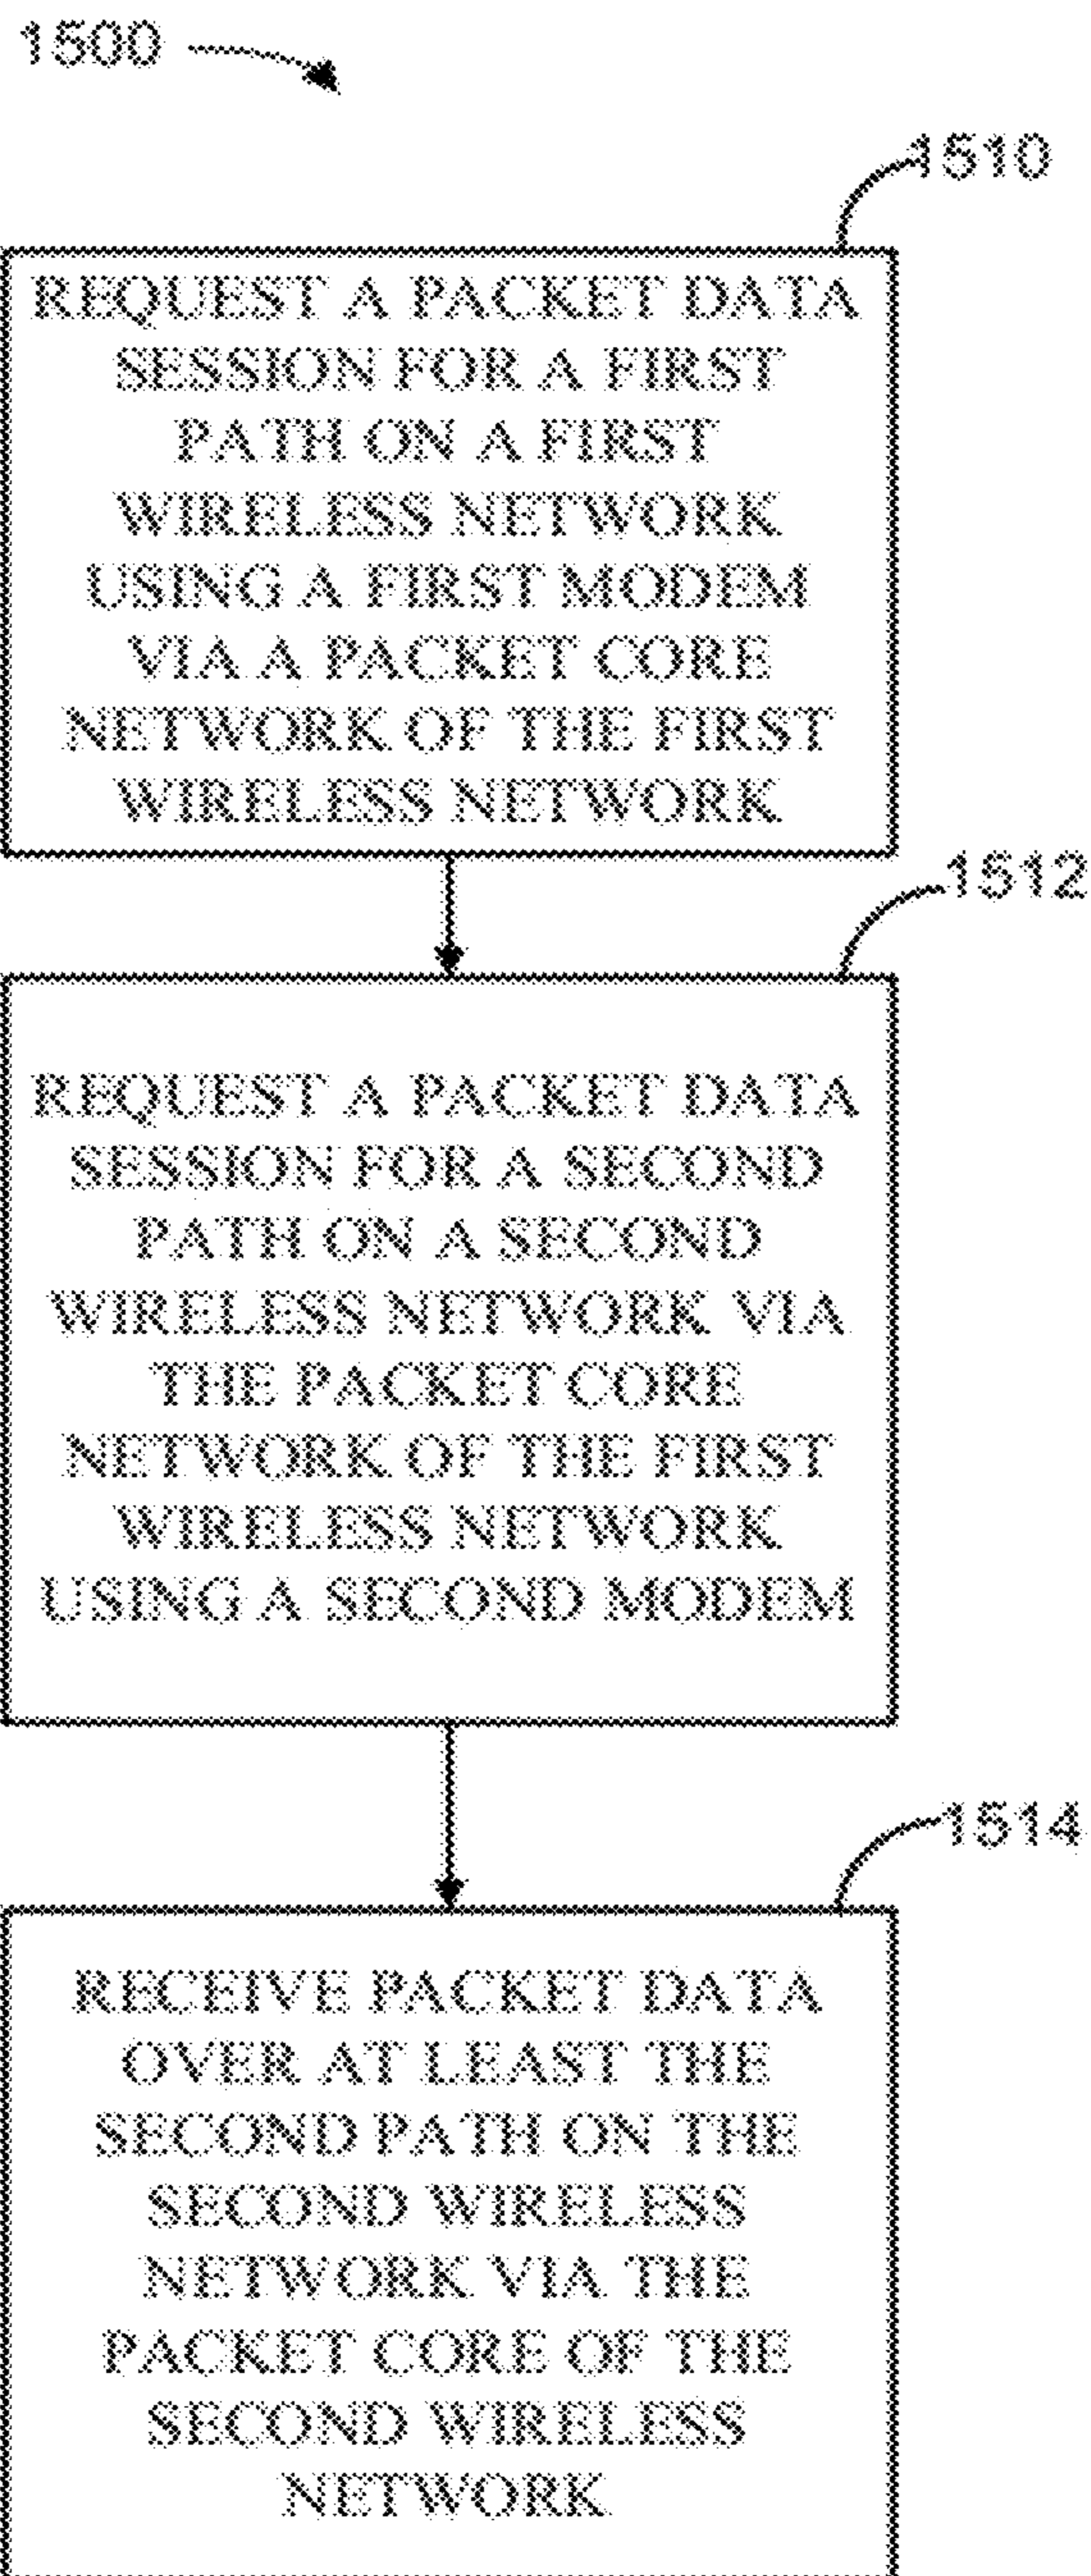 1500
1510
REQUEST A PACKET DATA
SESSION FOR A FIRST
PATH ON A FIRST
WIRELESS NETWORK
USING A FIRST MODEM
VIA A PACKET CORE
NETWORK OF THE FIRST
WIRELESS NETWORK
1512
REQUEST A PACKET DATA
SESSION FOR A SECOND
PATH ON A SECOND
WIRELESS NETWORK VIA
THE PACKET CORE
NETWORK OF THE FIRST
WIRELESS NETWORK
USING A SECOND MODEM
1514
RECEIVE PACKET DATA
OVER AT LEAST THE
SECOND PATH ON THE
SECOND WIRELESS
NETWORK VIA THE
PACKET CORE OF THE
SECOND WIRELESS
NETWORK